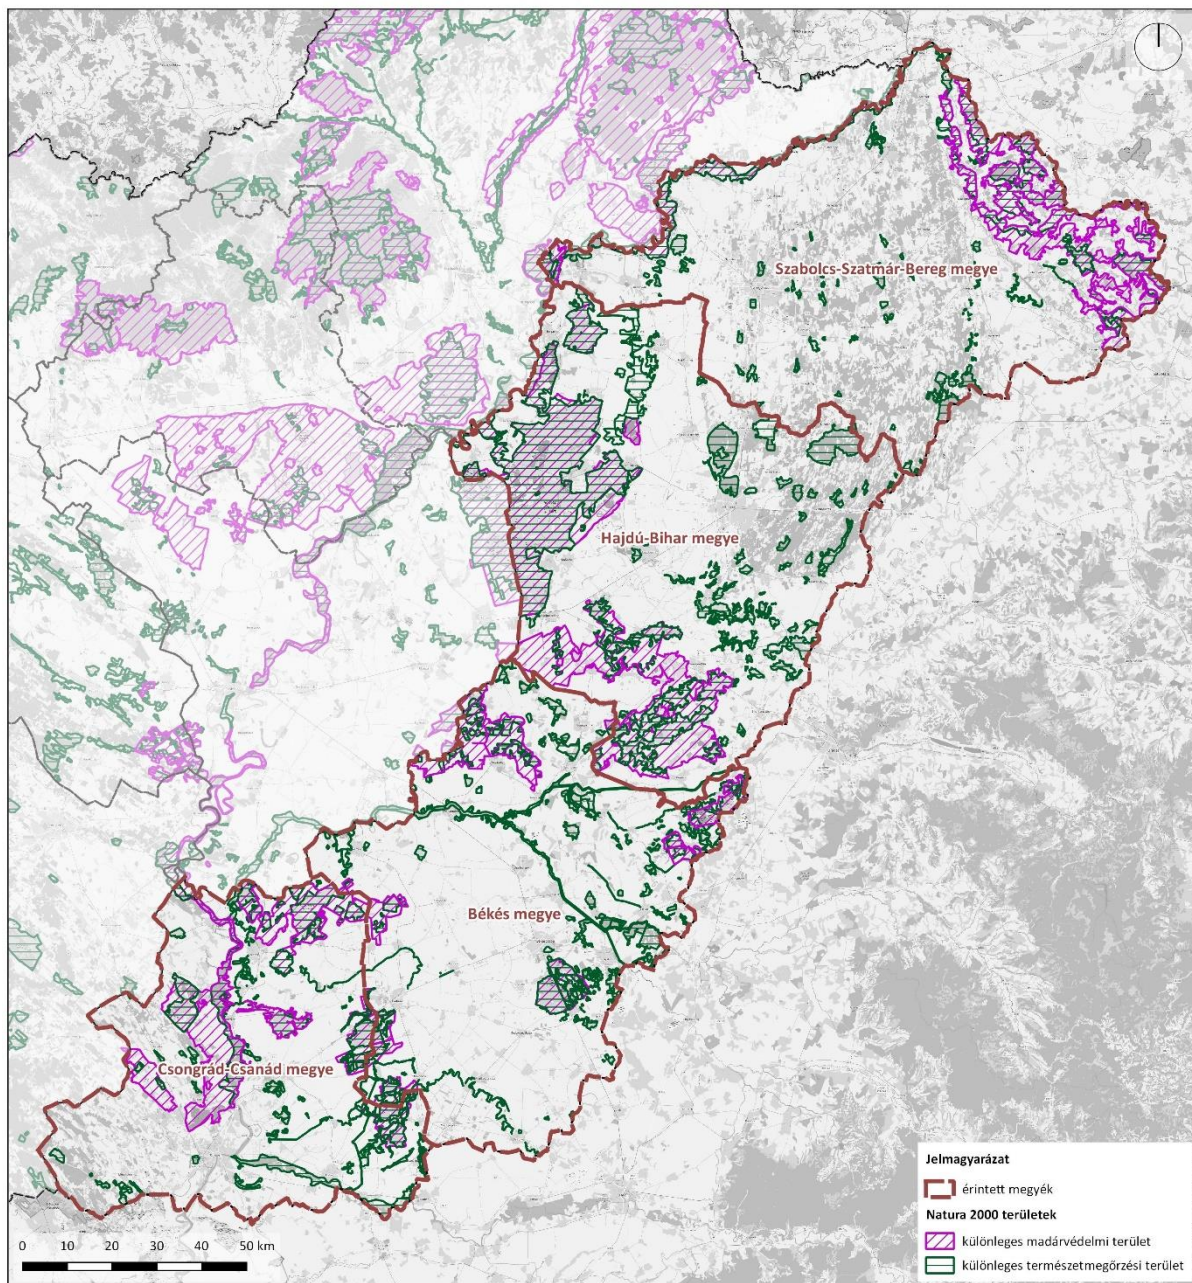 Szabolcs-Szatmár-Bereg megye
Hajdú-Bihar megye
Békés megye
Csongrád-Csanád megye
Jelmagyarázat
érintett megyék
Natura 2000 területek
különleges madárvédelmi terület
különleges természetmegőrzési terület
0 10 20 30 40 50 km